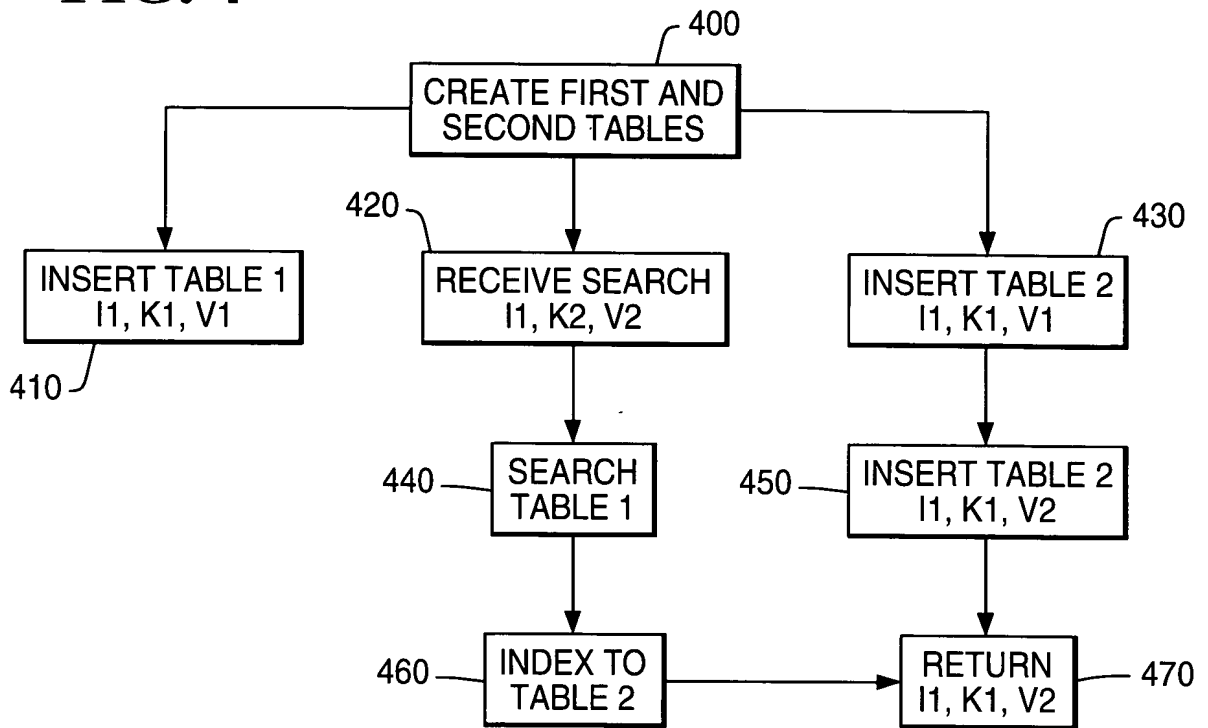 400
CREATE FIRST AND
SECOND TABLES
420
430
INSERT TABLE 1
I1, K1, V1
RECEIVE SEARCH
I1, K2, V2
INSERT TABLE 2
I1, K1, V1
410
440
SEARCH
TABLE 1
450
INSERT TABLE 2
I1, K1, V2
460
INDEX TO
TABLE 2
RETURN
I1, K1, V2
470